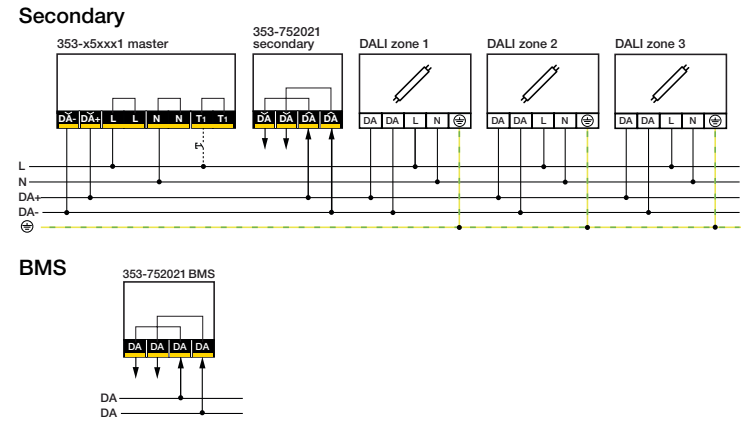 Secondary
353-x5xxx1 master
353-752021
secondary
DALI zone 1
DALI zone 2
DALI zone 3
DA- DA+ L L N N T1 T1
DA DA DA DA
DA DA L N
DA DA L N
DA DA L N
L
N
DA+
DA-
BMS
353-752021 BMS
DA DA DA DA
DA
DA